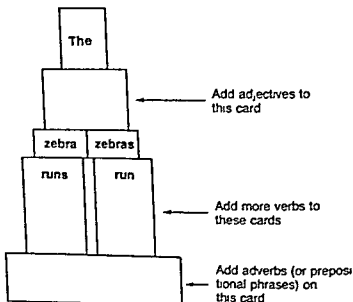 The
Add adjectives to
this card
zebra zebras
runs run
Add more verbs to
these cards
Add adverbs (or preposi
tional phrases) on
this card